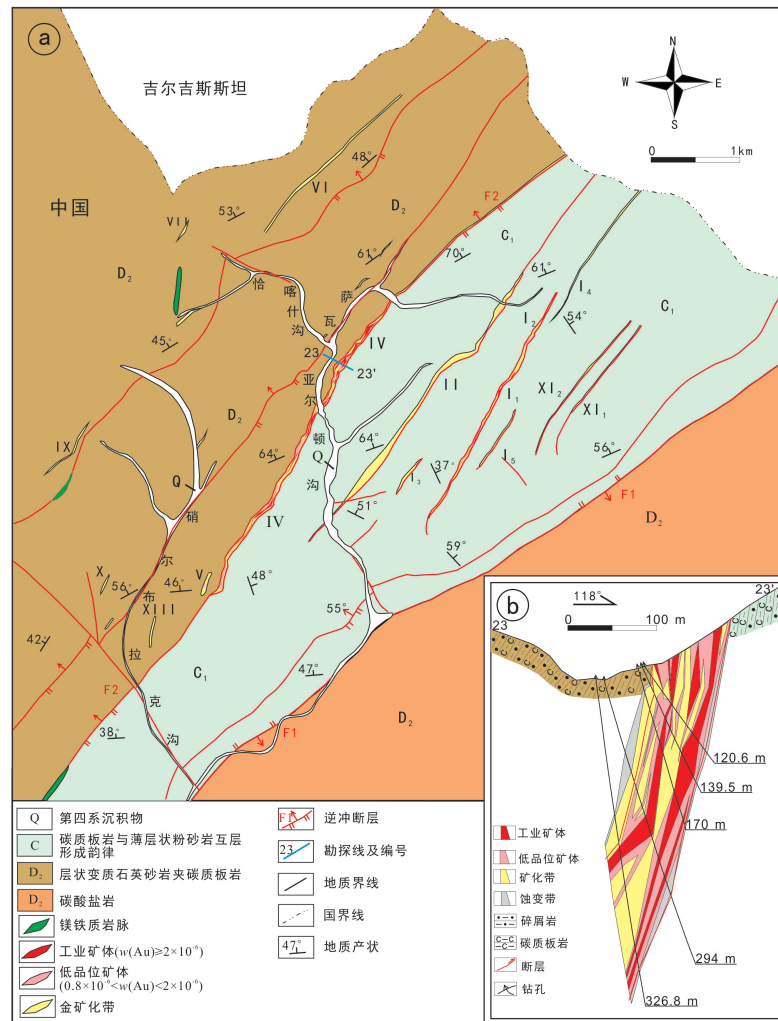 a
吉尔吉斯斯坦
N
W
E
S
0
1km
中国
VI
48°
53°
VII
D₂
D₂
F2
C₁
70°
61°
61°
恰
喀
什
沟
萨
瓦
亚
尔
顿
沟
I₄
54°
C₁
D₂
45°
23
23'
IV
I₂
II
I₁
XI₂
XI₁
D₂
IX
64°
64°
Q
37°
I₃
I₅
56°
F1
Q
51°
D₂
硝
尔
布
拉
克
沟
IV
59°
X
56°
46°
V
48°
XIII
42°
55°
C₁
47°
D₂
F2
38°
F1
Q 第四系沉积物
C 碳质板岩与薄层状粉砂岩互层
形成韵律
D₂ 层状变质石英砂岩夹碳质板岩
D₂ 碳酸盐岩
镁铁质岩脉
工业矿体(w(Au)≥2×10⁻⁶)
低品位矿体
(0.8×10⁻⁶<w(Au)<2×10⁻⁶)
金矿化带
F1 逆冲断层
23 勘探线及编号
地质界线
国界线
47° 地质产状
b
118°
23
23'
0
100 m
120.6 m
139.5 m
170 m
294 m
326.8 m
工业矿体
低品位矿体
矿化带
蚀变带
碎屑岩
碳质板岩
断层
钻孔